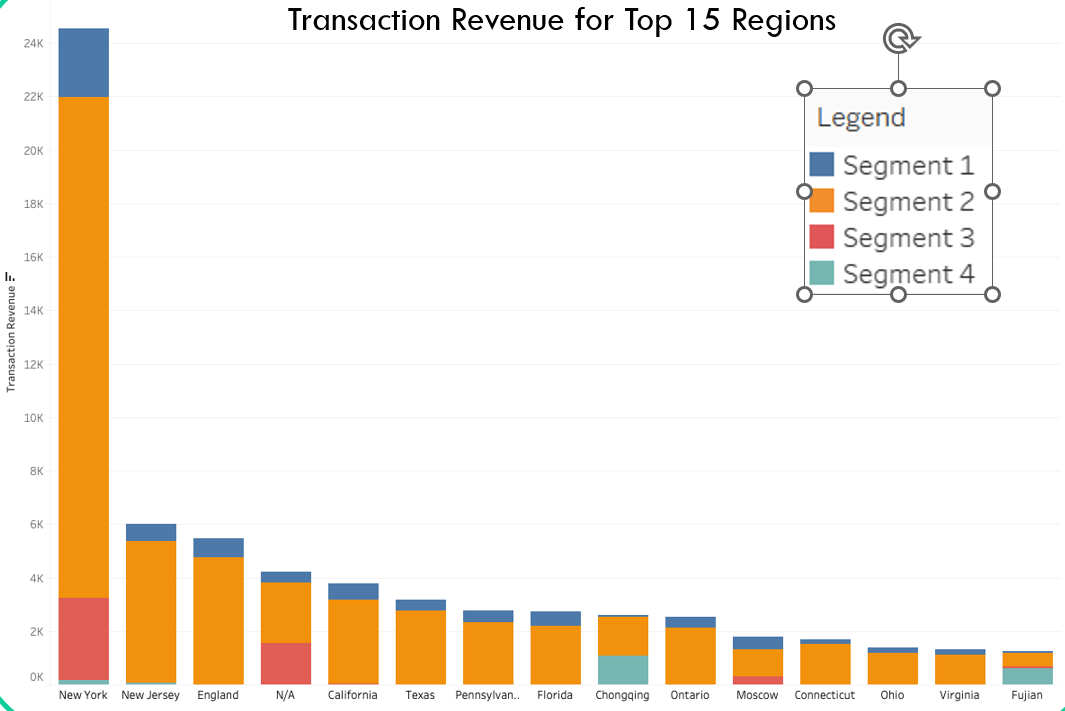 Transaction Revenue for Top 15 Regions
24K
22K
20K
18K
16K
14K
12K
10K
8K
6K
4K
2K
0K
Transaction Revenue
Legend
Segment 1
Segment 2
Segment 3
Segment 4
New York New Jersey England N/A California Texas Pennsylvan.. Florida Chongqing Ontario Moscow Connecticut Ohio Virginia Fujian